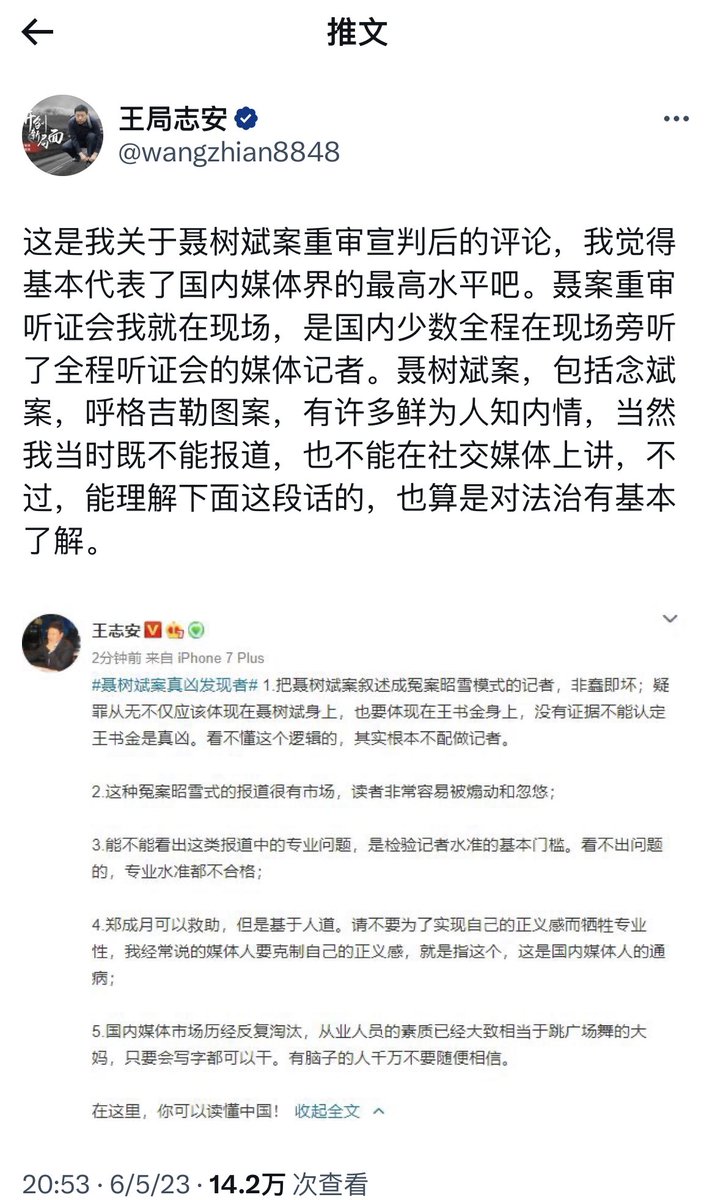 推文
王局志安
@wangzhian8848
这是我关于聂树斌案重审宣判后的评论，我觉得
基本代表了国内媒体界的最高水平吧。聂案重审
听证会我就在现场，是国内少数全程在现场旁听
了全程听证会的媒体记者。聂树斌案，包括念斌
案，呼格吉勒图案，有许多鲜为人知内情，当然
我当时既不能报道，也不能在社交媒体上讲，不
过，能理解下面这段话的，也算是对法治有基本
了解。
王志安
2分钟前 来自 iPhone 7 Plus
#聂树斌案真凶发现者# 1.把聂树斌案叙述成冤案昭雪模式的记者，非蠢即坏；疑
罪从无不仅应该体现在聂树斌身上，也要体现在王书金身上，没有证据不能认定
王书金是真凶。看不懂这个逻辑的，其实根本不配做记者。
2.这种冤案昭雪式的报道很有市场，读者非常容易被煽动和忽悠；
3.能不能看出这类报道中的专业问题，是检验记者水准的基本门槛。看不出问题
的，专业水准都不合格；
4.郑成月可以救助，但是基于人道。请不要为了实现自己的正义感而牺牲专业
性，我经常说的媒体人要克制自己的正义感，就是指这个，这是国内媒体人的通
病；
5.国内媒体市场历经反复淘汰，从业人员的素质已经大致相当于跳广场舞的大
妈，只要会写字都可以干。有脑子的人千万不要随便相信。
在这里，你可以读懂中国！ 收起全文
20:53 · 6/5/23 · 14.2万 次查看